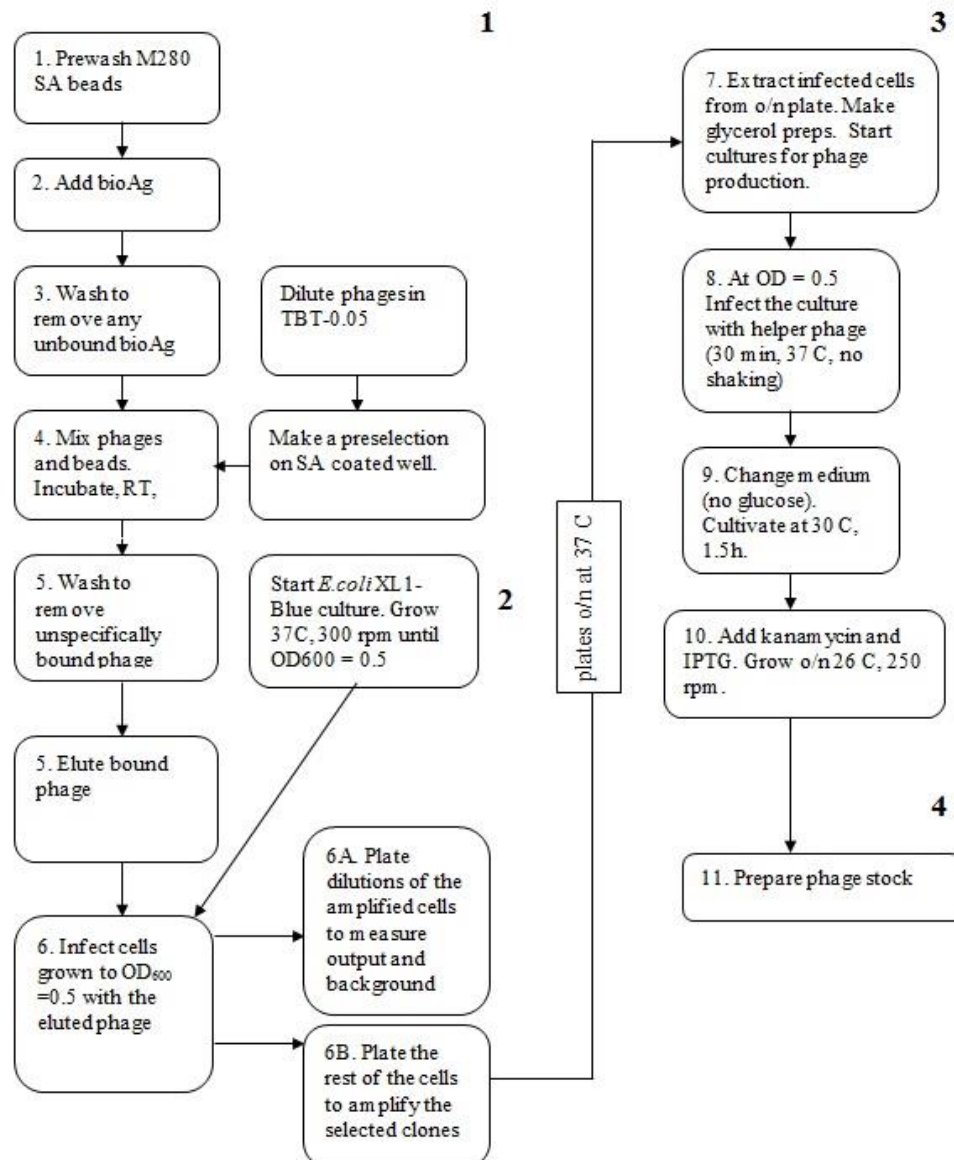 1
1. Prewash M280
SA beads
2. Add bioAg
3. Wash to
remove any
unbound bioAg
Dilute phages in
TBT-0.05
4. Mix phages
and beads.
Incubate, RT,
Make a preselection
on SA coated well.
5. Wash to
remove
unspecifically
bound phage
2
Start E.coli XL1-
Blue culture. Grow
37C, 300 rpm until
OD600 = 0.5
5. Elute bound
phage
6. Infect cells
grown to OD600
=0.5 with the
eluted phage
6A. Plate
dilutions of the
amplified cells
to measure
output and
background
6B. Plate the
rest of the cells
to amplify the
selected clones
plates o/n at 37 C
3
7. Extract infected cells
from o/n plate. Make
glycerol preps. Start
cultures for phage
production.
8. At OD = 0.5
Infect the culture
with helper phage
(30 min, 37 C, no
shaking)
9. Change medium
(no glucose).
Cultivate at 30 C,
1.5h.
10. Add kanamycin and
IPTG. Grow o/n 26 C, 250
rpm.
4
11. Prepare phage stock